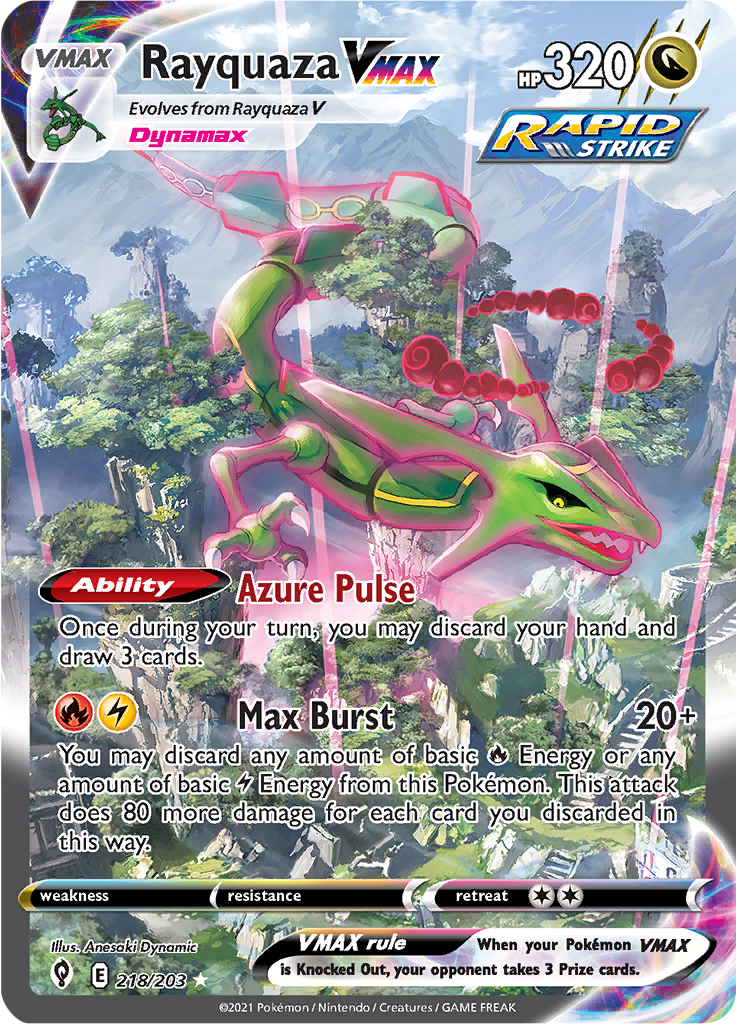 VMAX
Rayquaza VMAX
HP 320
Evolves from Rayquaza V
Dynamax
RAPID
STRIKE
Ability Azure Pulse
Once during your turn, you may discard your hand and
draw 3 cards.
Max Burst 20+
You may discard any amount of basic Energy or any
amount of basic Energy from this Pokémon. This attack
does 80 more damage for each card you discarded in
this way.
weakness resistance retreat
Illus. Anesaki Dynamic
VMAX rule When your Pokémon VMAX
is Knocked Out, your opponent takes 3 Prize cards.
E 218/203 ★
©2021 Pokémon / Nintendo / Creatures / GAME FREAK